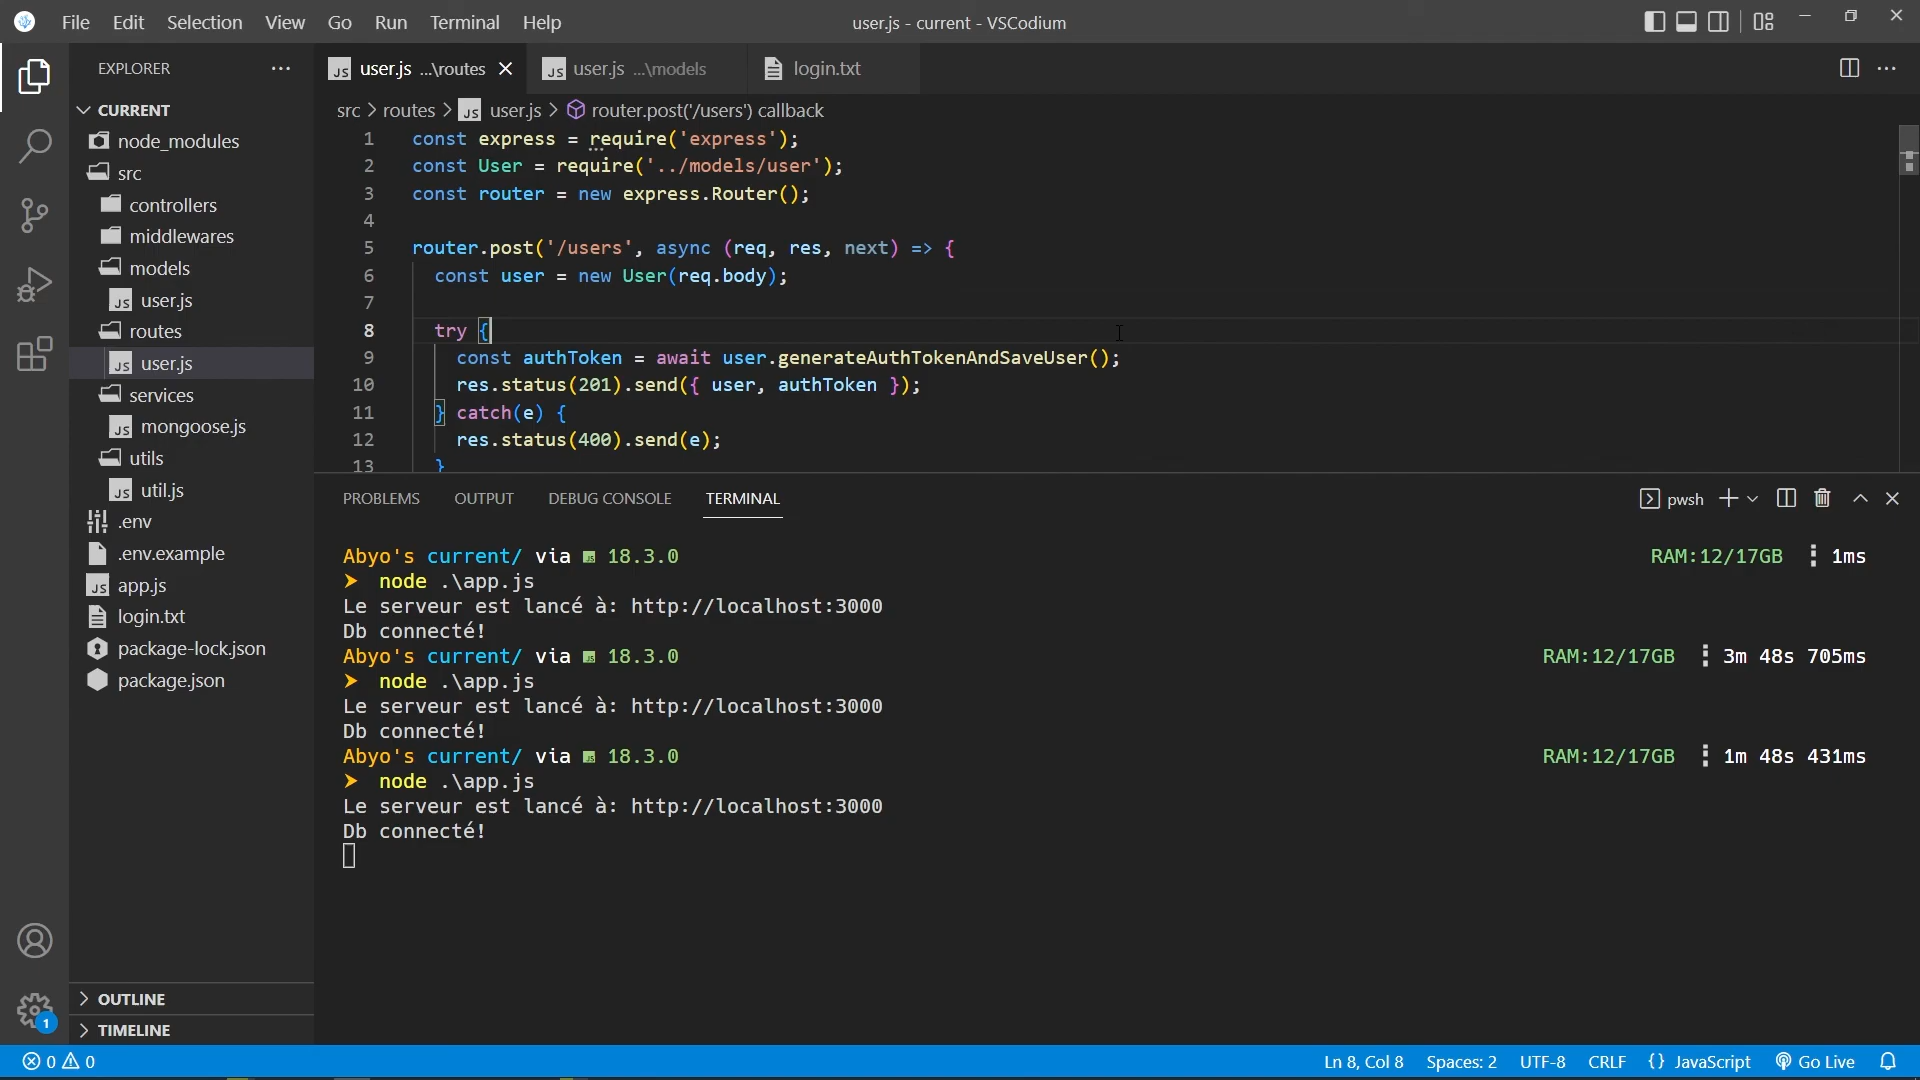 File Edit Selection View Go Run Terminal Help
user.js - current - VSCodium
EXPLORER
CURRENT
node_modules
src
controllers
middlewares
models
JS user.js
routes
JS user.js
services
JS mongoose.js
utils
JS util.js
.env
.env.example
JS app.js
login.txt
package-lock.json
package.json
OUTLINE
TIMELINE
JS user.js ...\routes
JS user.js ...\models
login.txt
src > routes > JS user.js > router.post('/users') callback
1 const express = require('express');
2 const User = require('../models/user');
3 const router = new express.Router();
4
5 router.post('/users', async (req, res, next) => {
6 const user = new User(req.body);
7
8 try {
9 const authToken = await user.generateAuthTokenAndSaveUser();
10 res.status(201).send({ user, authToken });
11 } catch(e) {
12 res.status(400).send(e);
13 }
PROBLEMS OUTPUT DEBUG CONSOLE TERMINAL
pwsh
Abyo's current/ via 18.3.0 RAM:12/17GB 1ms
node .\app.js
Le serveur est lancé à: http://localhost:3000
Db connecté!
Abyo's current/ via 18.3.0 RAM:12/17GB 3m 48s 705ms
node .\app.js
Le serveur est lancé à: http://localhost:3000
Db connecté!
Abyo's current/ via 18.3.0 RAM:12/17GB 1m 48s 431ms
node .\app.js
Le serveur est lancé à: http://localhost:3000
Db connecté!
1
0 0
Ln 8, Col 8 Spaces: 2 UTF-8 CRLF {} JavaScript Go Live